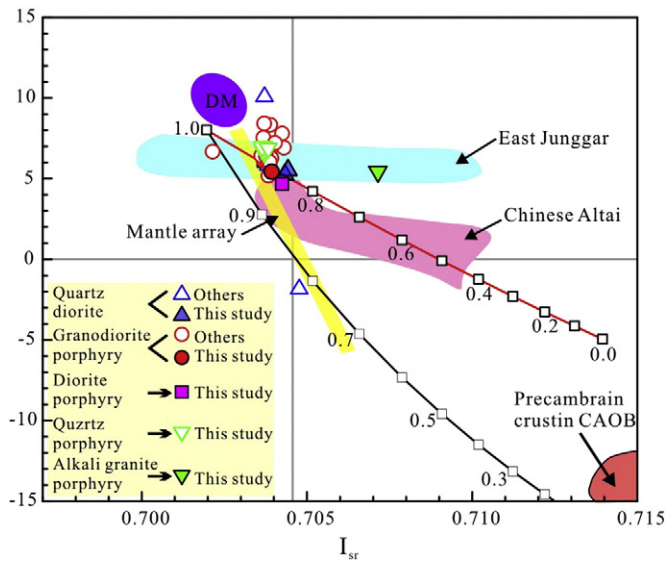 15
10
5
0
-5
-10
-15
DM
1.0
East Junggar
0.9
0.8
Chinese Altai
Mantle array
0.6
0.4
0.2
0.0
0.7
0.5
0.3
Quartz
diorite
Others
This study
Granodiorite
porphyry
Others
This study
Diorite
porphyry
This study
Quzrtz
porphyry
This study
Alkali granite
porphyry
This study
Precambrain
crustin CAOB
0.700
0.705
0.710
0.715
Isr